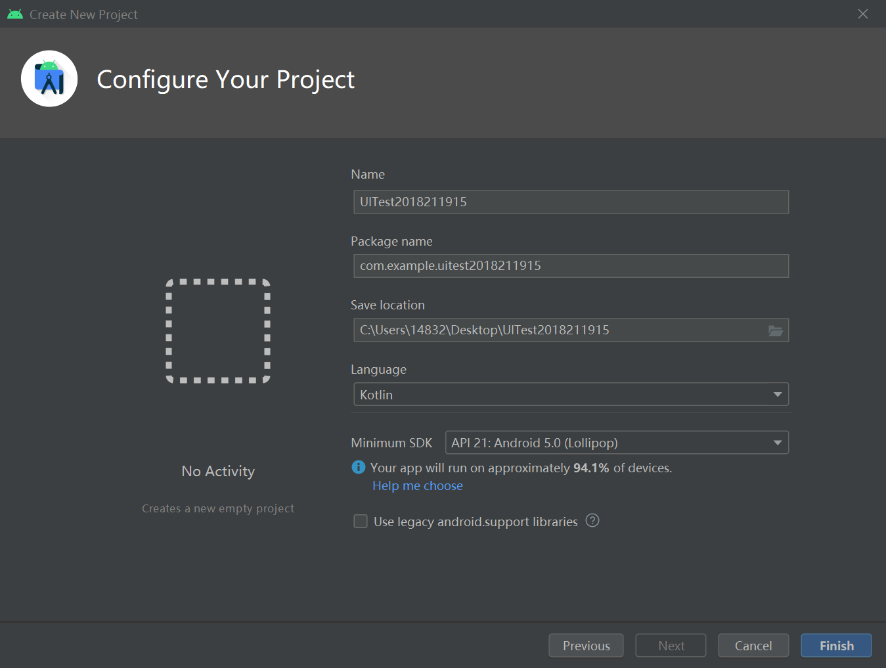 Create New Project
Configure Your Project
Name
UITest2018211915
Package name
com.example.uitest2018211915
Save location
C:\Users\14832\Desktop\UITest2018211915
Language
Kotlin
Minimum SDK API 21: Android 5.0 (Lollipop)
Your app will run on approximately 94.1% of devices.
Help me choose
Use legacy android.support libraries
No Activity
Creates a new empty project
Previous Next Cancel Finish